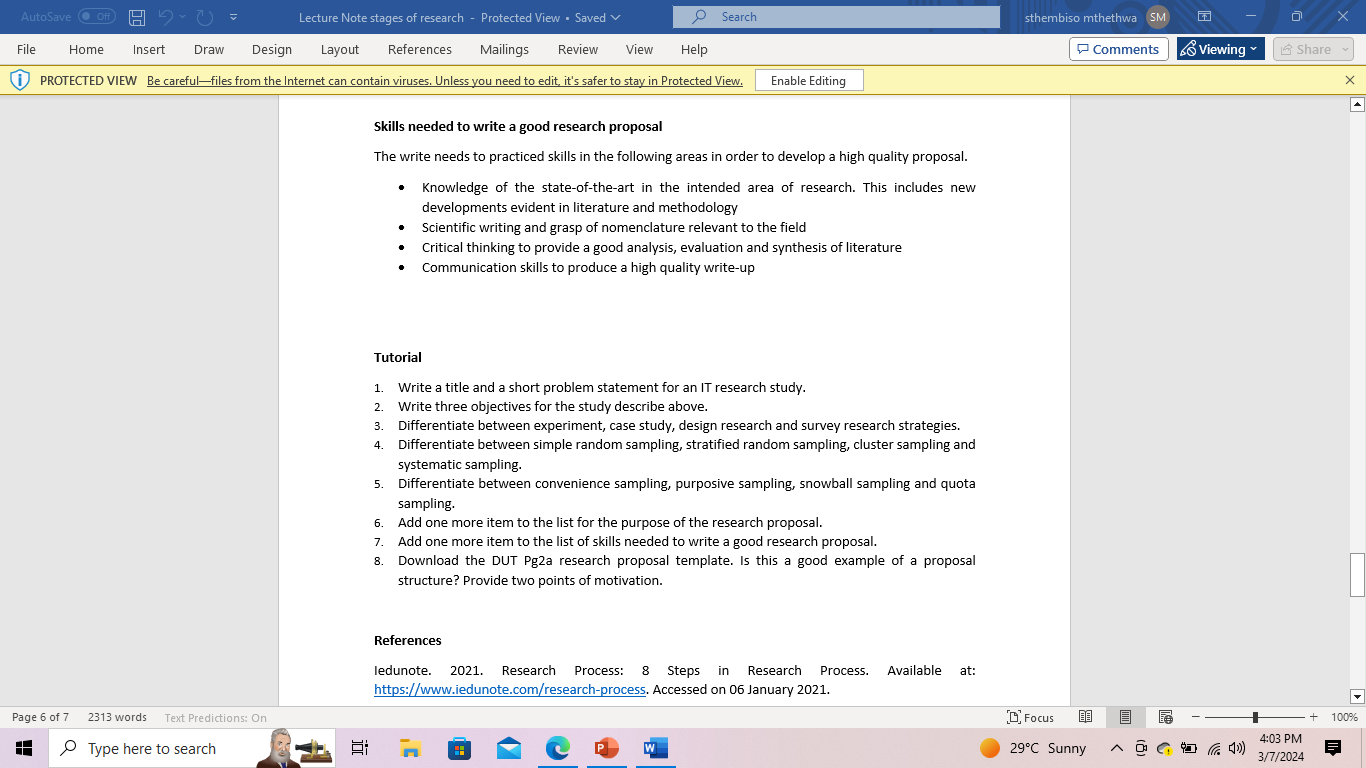 AutoSave Off
Lecture Note stages of research - Protected View • Saved
Search
sthembiso mthethwa SM
File Home Insert Draw Design Layout References Mailings Review View Help
Comments Viewing Share
PROTECTED VIEW Be careful—files from the Internet can contain viruses. Unless you need to edit, it's safer to stay in Protected View. Enable Editing
Skills needed to write a good research proposal
The write needs to practiced skills in the following areas in order to develop a high quality proposal.
• Knowledge of the state-of-the-art in the intended area of research. This includes new
developments evident in literature and methodology
• Scientific writing and grasp of nomenclature relevant to the field
• Critical thinking to provide a good analysis, evaluation and synthesis of literature
• Communication skills to produce a high quality write-up
Tutorial
1. Write a title and a short problem statement for an IT research study.
2. Write three objectives for the study describe above.
3. Differentiate between experiment, case study, design research and survey research strategies.
4. Differentiate between simple random sampling, stratified random sampling, cluster sampling and
systematic sampling.
5. Differentiate between convenience sampling, purposive sampling, snowball sampling and quota
sampling.
6. Add one more item to the list for the purpose of the research proposal.
7. Add one more item to the list of skills needed to write a good research proposal.
8. Download the DUT Pg2a research proposal template. Is this a good example of a proposal
structure? Provide two points of motivation.
References
Iedunote. 2021. Research Process: 8 Steps in Research Process. Available at:
https://www.iedunote.com/research-process. Accessed on 06 January 2021.
Page 6 of 7 2313 words Text Predictions: On Focus 100%
Type here to search
29°C Sunny
4:03 PM
3/7/2024